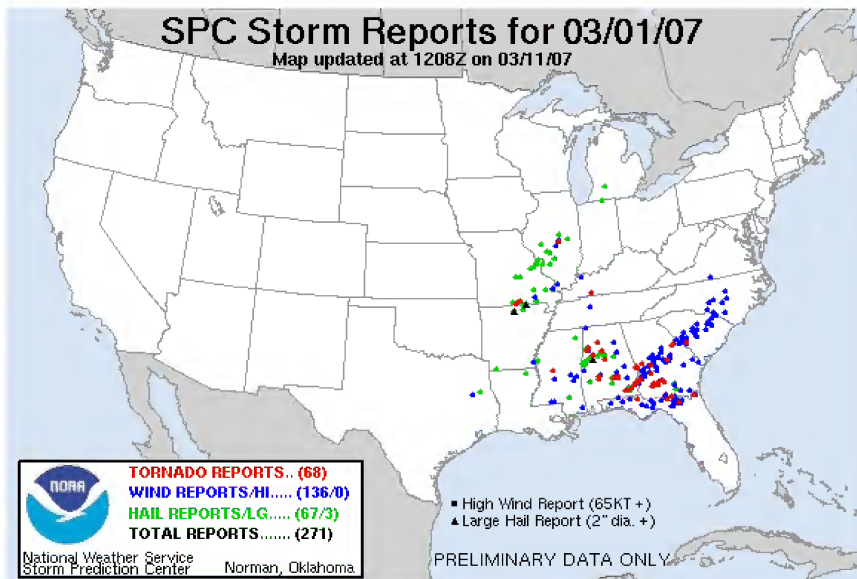 SPC Storm Reports for 03/01/07
Map updated at 1208Z on 03/11/07
NOAA
TORNADO REPORTS.. (68)
WIND REPORTS/HI..... (136/0)
HAIL REPORTS/LG.... (67/3)
TOTAL REPORTS....... (271)
National Weather Service
Storm Prediction Center Norman, Oklahoma
High Wind Report (65KT +)
Large Hail Report (2" dia. +)
PRELIMINARY DATA ONLY